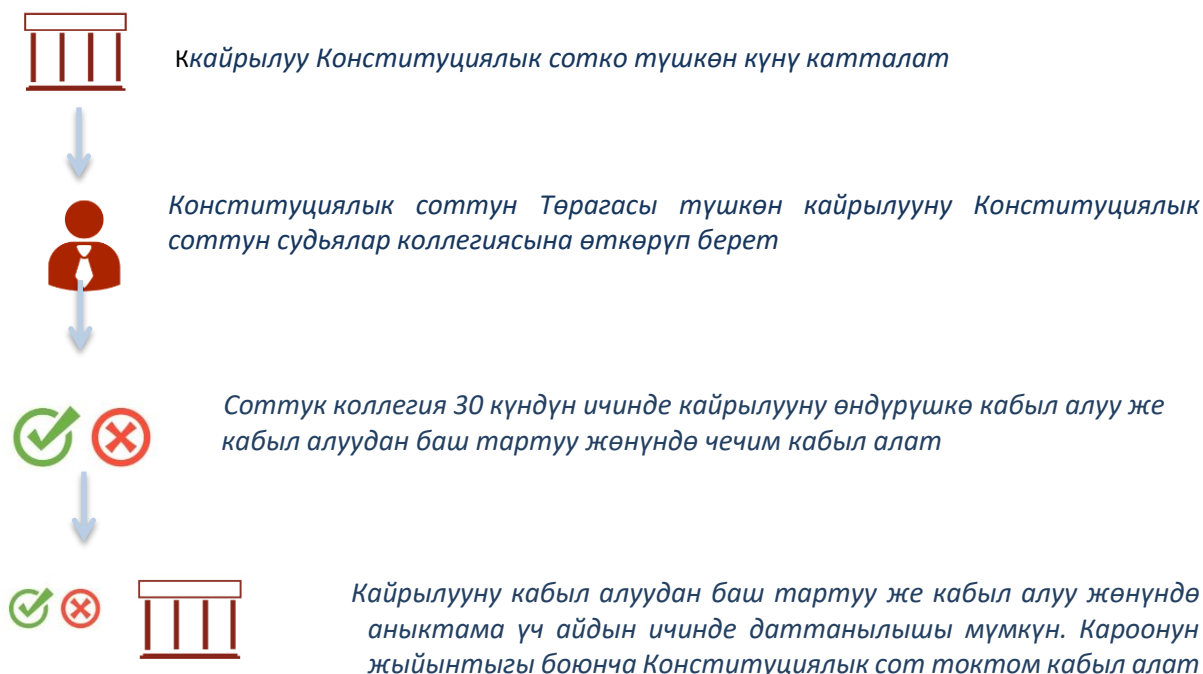 Ккайрылуу Конституциялык сотко түшкөн күнү катталат
Конституциялык соттун Төрагасы түшкөн кайрылууну Конституциялык
соттун судьялар коллегиясына өткөрүп берет
Соттук коллегия 30 күндүн ичинде кайрылууну өндүрүшкө кабыл алуу же
кабыл алуудан баш тартуу жөнүндө чечим кабыл алат
Кайрылууну кабыл алуудан баш тартуу же кабыл алуу жөнүндө
аныктама үч айдын ичинде даттанылышы мүмкүн. Кароонун
жыйынтыгы боюнча Конституциялык сот токтом кабыл алат